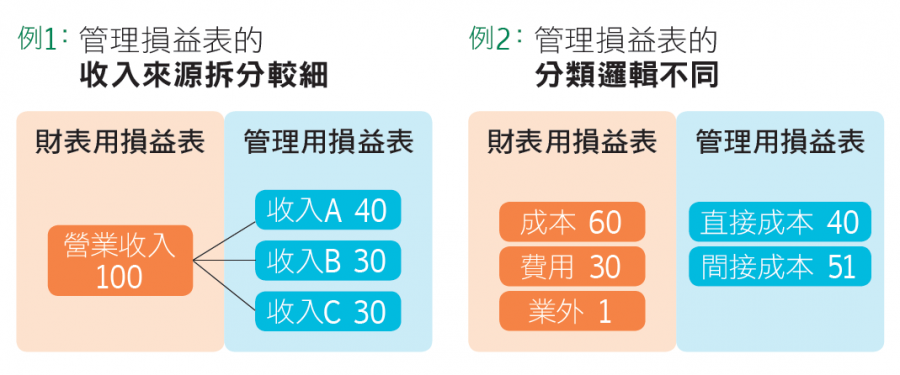 例1：管理損益表的
收入來源拆分較細
財表用損益表
管理用損益表
營業收入
100
收入A 40
收入B 30
收入C 30
例2：管理損益表的
分類邏輯不同
財表用損益表
管理用損益表
成本 60
費用 30
業外 1
直接成本 40
間接成本 51